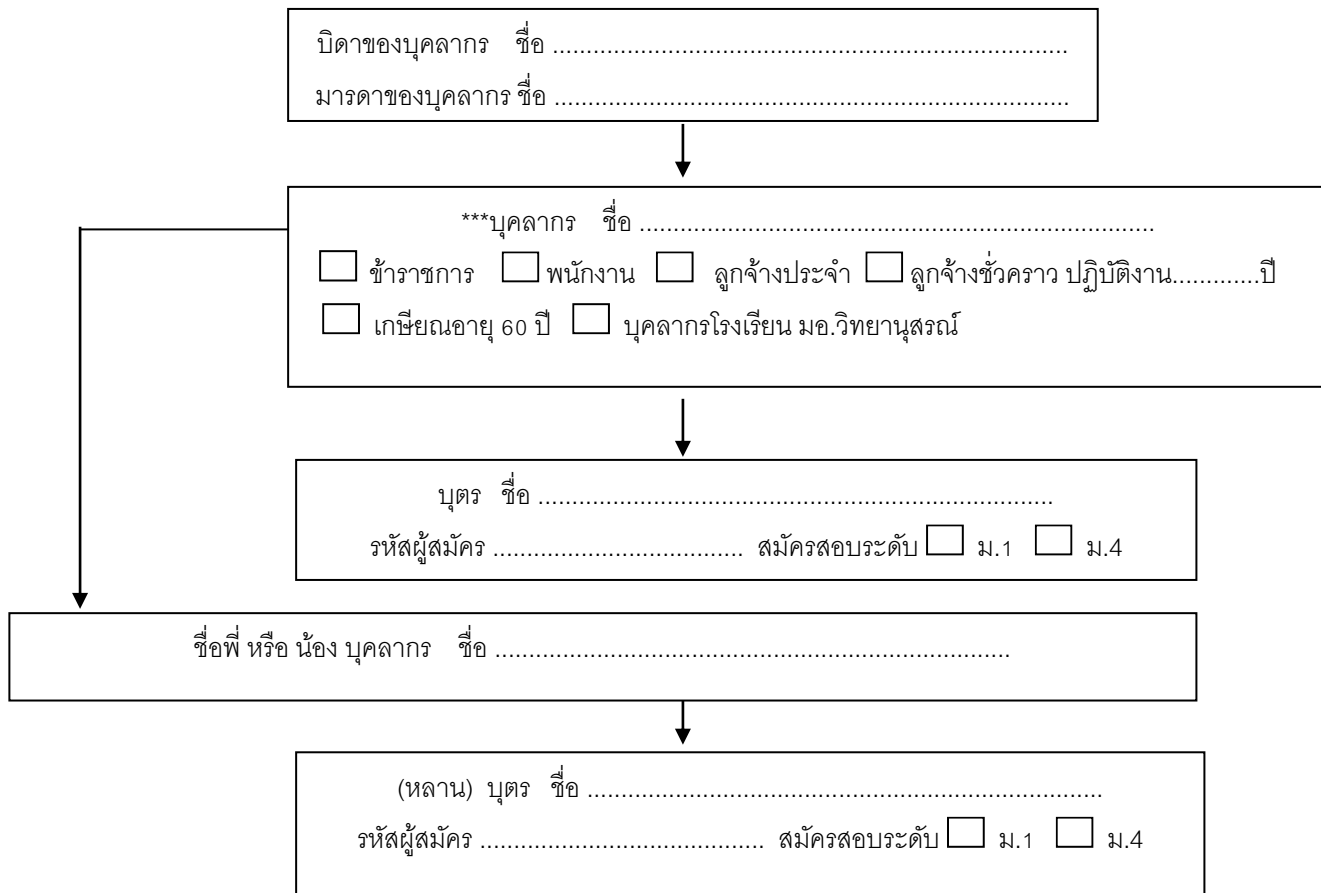 บิดาของบุคลากร ชื่อ .............................................................................
มารดาของบุคลากร ชื่อ .............................................................................
***บุคลากร ชื่อ .............................................................................
ข้าราชการ พนักงาน ลูกจ้างประจำ ลูกจ้างชั่วคราว ปฏิบัติงาน.............ปี
เกษียณอายุ 60 ปี บุคลากรโรงเรียน มอ.วิทยานุสรณ์
บุตร ชื่อ .............................................................................
รหัสผู้สมัคร ..................................... สมัครสอบระดับ ม.1 ม.4
ชื่อพี่ หรือ น้อง บุคลากร ชื่อ .............................................................................
(หลาน) บุตร ชื่อ .............................................................................
รหัสผู้สมัคร .......................................... สมัครสอบระดับ ม.1 ม.4